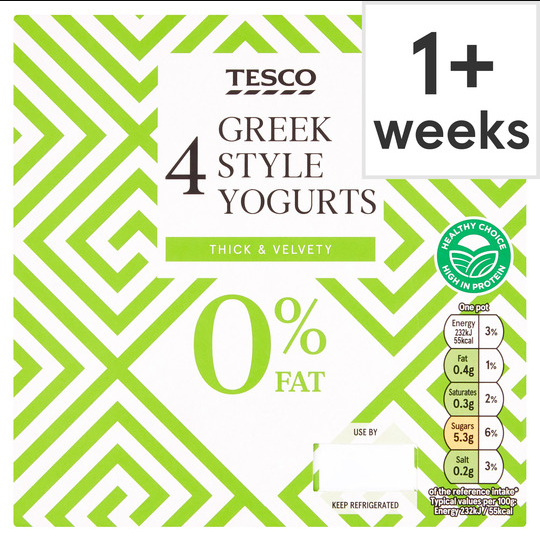 1+
weeks
TESCO
4
GREEK
STYLE
YOGURTS
THICK & VELVETY
0%
FAT
HEALTHY CHOICE
HIGH IN PROTEIN
One pot
Energy
232kJ
55kcal
3%
Fat
0.4g
1%
Saturates
0.3g
2%
Sugars
5.3g
6%
Salt
0.2g
3%
of the reference intake*
Typical values per 100g:
Energy 232kJ / 55kcal
USE BY
KEEP REFRIGERATED